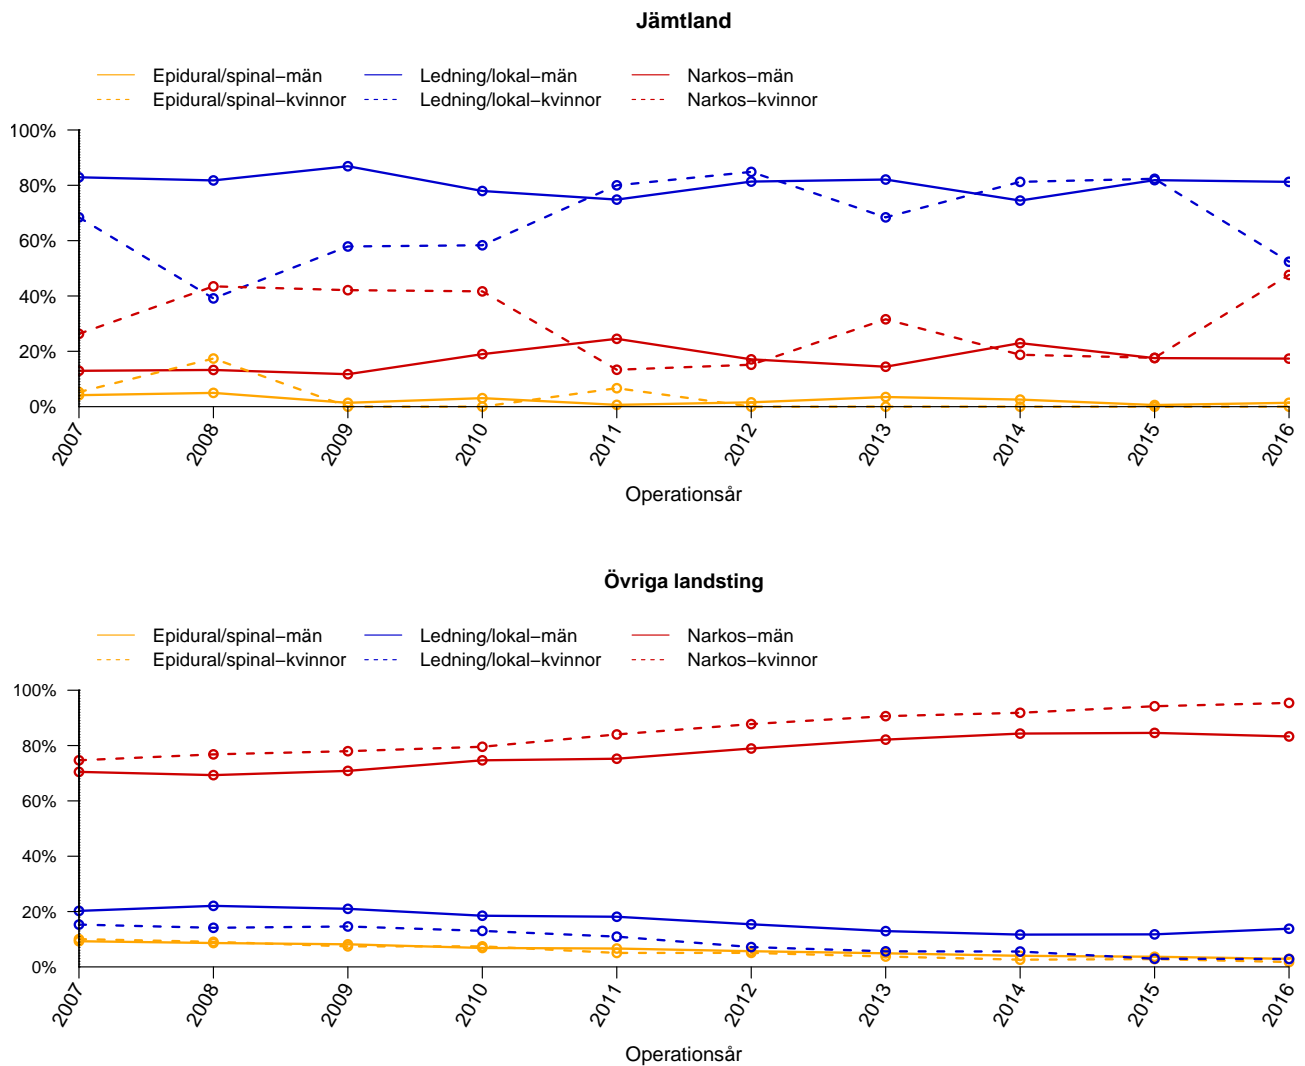 Jämtland
Epidural/spinal−män Ledning/lokal−män Narkos−män
Epidural/spinal−kvinnor Ledning/lokal−kvinnor Narkos−kvinnor
100%
80%
60%
40%
20%
0%
2007 2008 2009 2010 2011 2012 2013 2014 2015 2016
Operationsår
Övriga landsting
Epidural/spinal−män Ledning/lokal−män Narkos−män
Epidural/spinal−kvinnor Ledning/lokal−kvinnor Narkos−kvinnor
100%
80%
60%
40%
20%
0%
2007 2008 2009 2010 2011 2012 2013 2014 2015 2016
Operationsår